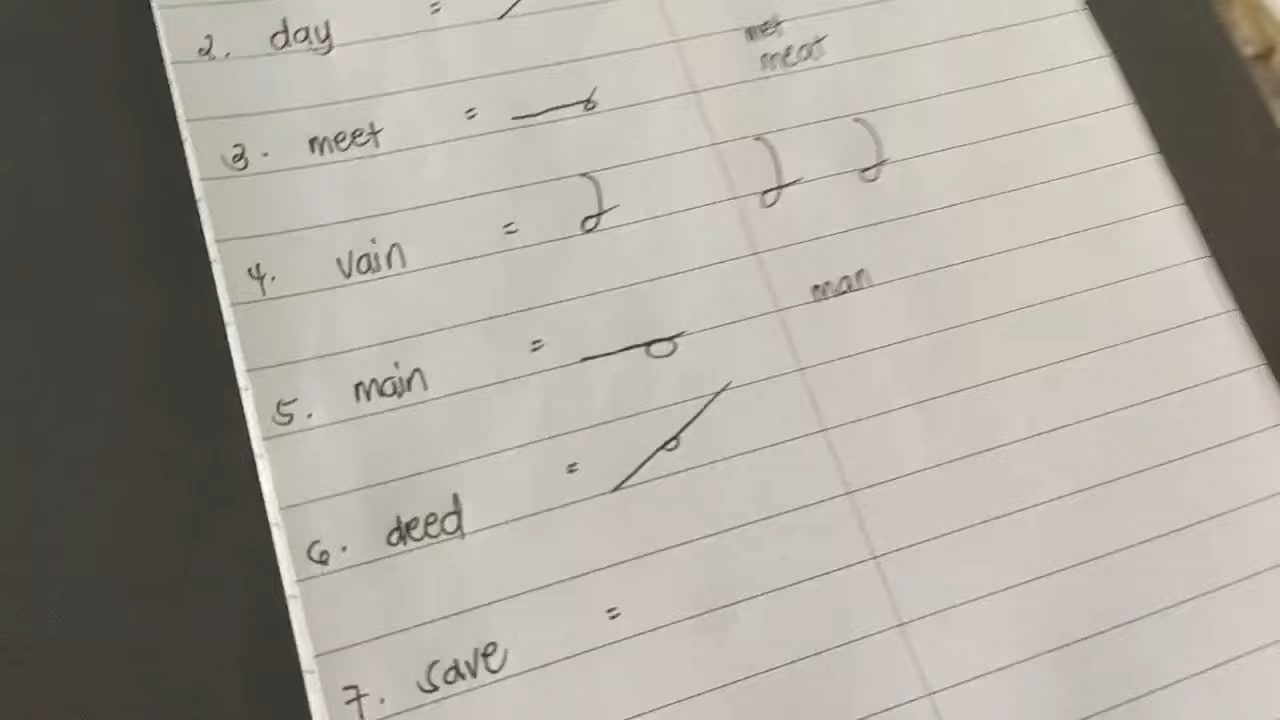 2. day =
met
meat
3. meet =
4. vain =
man
5. main =
6. deed =
7. save =